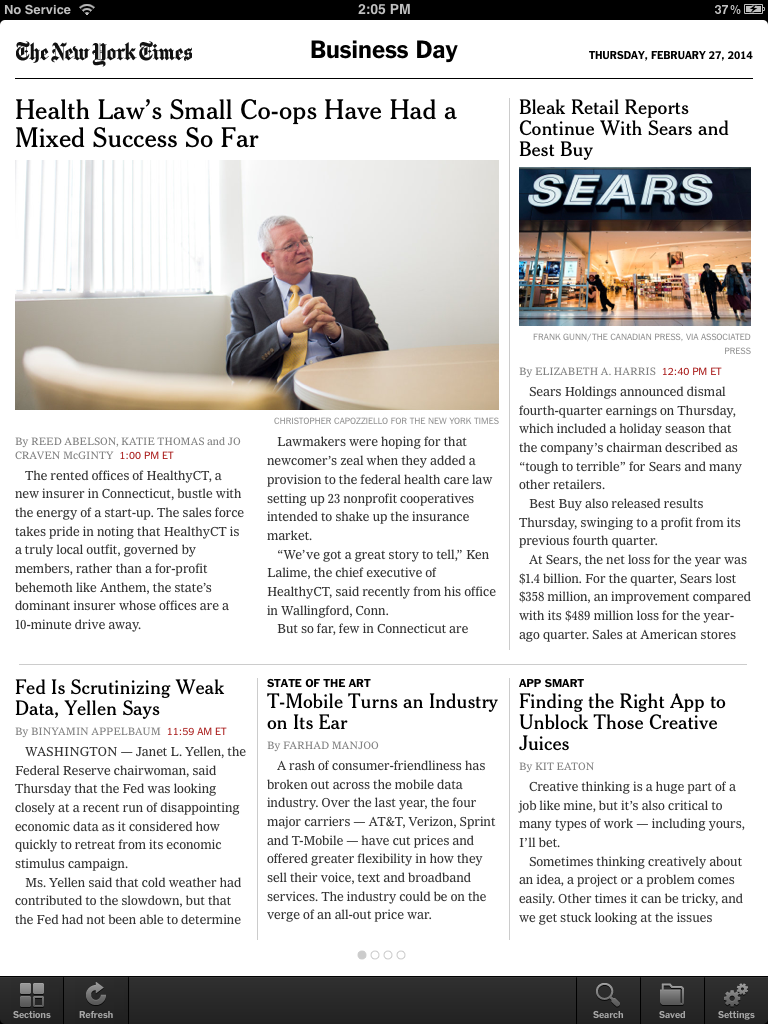 No Service
2:05 PM
37%
The New York Times
Business Day
THURSDAY, FEBRUARY 27, 2014
Health Law’s Small Co-ops Have Had a
Mixed Success So Far
CHRISTOPHER CAPOZZIELLO FOR THE NEW YORK TIMES
By REED ABELSON, KATIE THOMAS and JO
CRAVEN McGINTY 1:00 PM ET
The rented offices of HealthyCT, a
new insurer in Connecticut, bustle with
the energy of a start-up. The sales force
takes pride in noting that HealthyCT is
a truly local outfit, governed by
members, rather than a for-profit
behemoth like Anthem, the state’s
dominant insurer whose offices are a
10-minute drive away.
Lawmakers were hoping for that
newcomer’s zeal when they added a
provision to the federal health care law
setting up 23 nonprofit cooperatives
intended to shake up the insurance
market.
“We’ve got a great story to tell,” Ken
Lalime, the chief executive of
HealthyCT, said recently from his office
in Wallingford, Conn.
But so far, few in Connecticut are
Bleak Retail Reports
Continue With Sears and
Best Buy
SEARS
FRANK GUNN/THE CANADIAN PRESS, VIA ASSOCIATED
PRESS
By ELIZABETH A. HARRIS 12:40 PM ET
Sears Holdings announced dismal
fourth-quarter earnings on Thursday,
which included a holiday season that
the company’s chairman described as
“tough to terrible” for Sears and many
other retailers.
Best Buy also released results
Thursday, swinging to a profit from its
previous fourth quarter.
At Sears, the net loss for the year was
$1.4 billion. For the quarter, Sears lost
$358 million, an improvement compared
with its $489 million loss for the year-
ago quarter. Sales at American stores
Fed Is Scrutinizing Weak
Data, Yellen Says
By BINYAMIN APPELBAUM 11:59 AM ET
WASHINGTON — Janet L. Yellen, the
Federal Reserve chairwoman, said
Thursday that the Fed was looking
closely at a recent run of disappointing
economic data as it considered how
quickly to retreat from its economic
stimulus campaign.
Ms. Yellen said that cold weather had
contributed to the slowdown, but that
the Fed had not been able to determine
STATE OF THE ART
T-Mobile Turns an Industry
on Its Ear
By FARHAD MANJOO
A rash of consumer-friendliness has
broken out across the mobile data
industry. Over the last year, the four
major carriers — AT&T, Verizon, Sprint
and T-Mobile — have cut prices and
offered greater flexibility in how they
sell their voice, text and broadband
services. The industry could be on the
verge of an all-out price war.
APP SMART
Finding the Right App to
Unblock Those Creative
Juices
By KIT EATON
Creative thinking is a huge part of a
job like mine, but it’s also critical to
many types of work — including yours,
I’ll bet.
Sometimes thinking creatively about
an idea, a project or a problem comes
easily. Other times it can be tricky, and
we get stuck looking at the issues
Sections
Refresh
Search
Saved
Settings